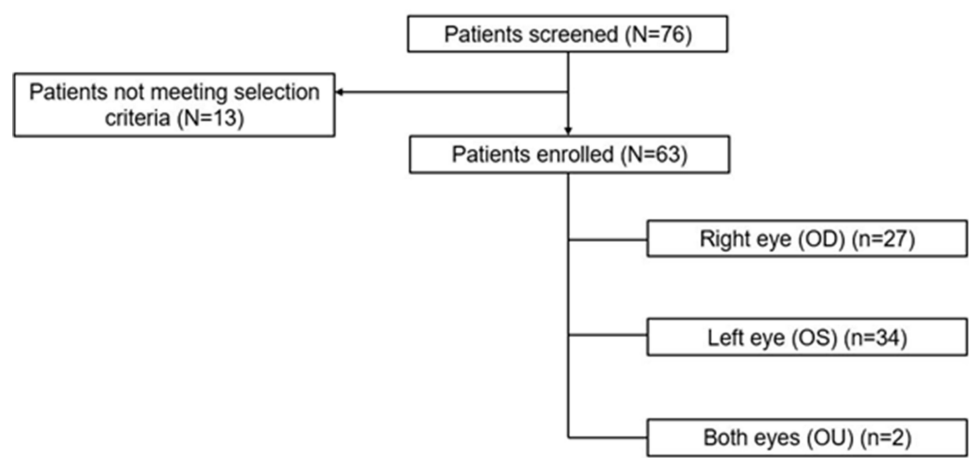 Patients screened (N=76)
Patients not meeting selection
criteria (N=13)
Patients enrolled (N=63)
Right eye (OD) (n=27)
Left eye (OS) (n=34)
Both eyes (OU) (n=2)